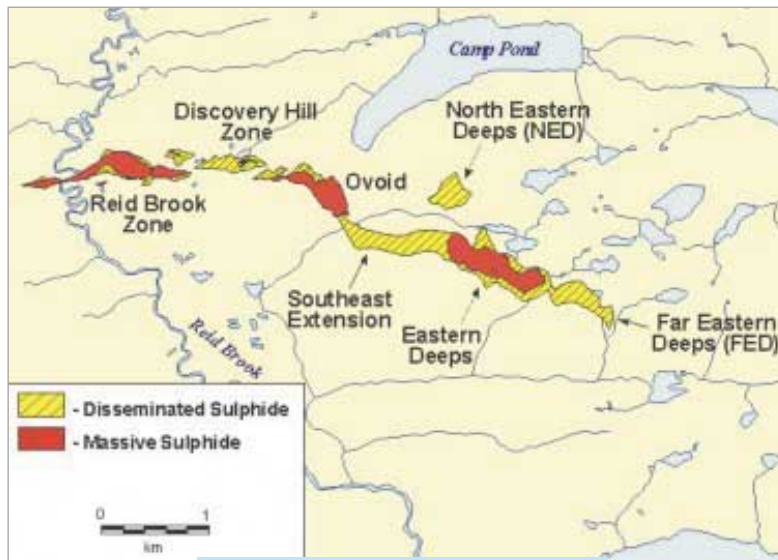 Camp Pond
North Eastern
Deeps (NED)
Discovery Hill
Zone
Ovoid
Reid Brook
Zone
Southeast
Extension
Eastern
Deeps
Far Eastern
Deeps (FED)
Reid Brook
- Disseminated Sulphide
- Massive Sulphide
0 1
km